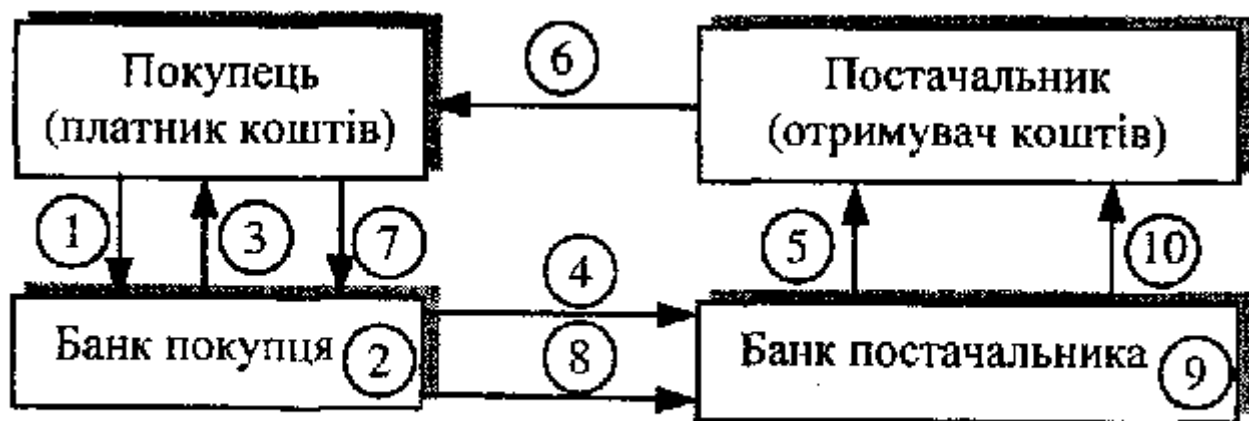 Покупець
(платник коштів)
6
Постачальник
(отримувач коштів)
1
3
7
4
5
10
Банк покупця
2
8
Банк постачальника
9